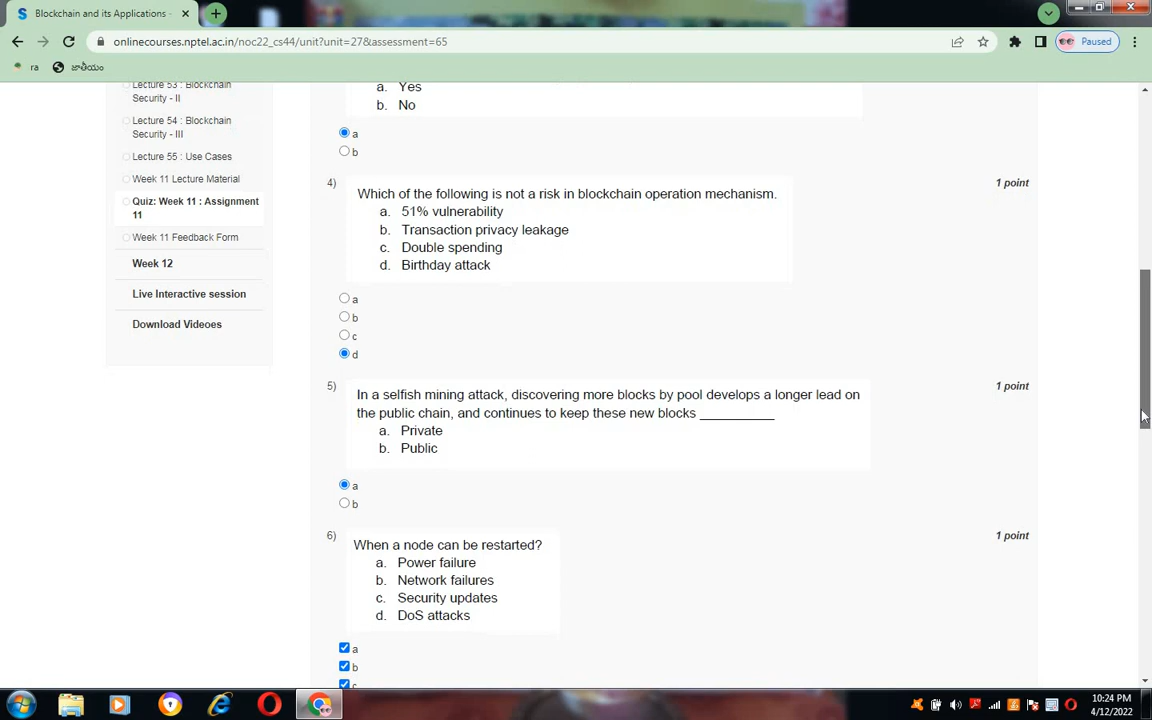 Blockchain and its Applications -
onlinecourses.nptel.ac.in/noc22_cs44/unit?unit=27&assessment=65
Paused
ra
జాతీయం
Lecture 53 : Blockchain
Security - II
Lecture 54 : Blockchain
Security - III
Lecture 55 : Use Cases
Week 11 Lecture Material
Quiz: Week 11 : Assignment
11
Week 11 Feedback Form
Week 12
Live Interactive session
Download Videoes
a. Yes
b. No
a
b
4)
1 point
Which of the following is not a risk in blockchain operation mechanism.
a. 51% vulnerability
b. Transaction privacy leakage
c. Double spending
d. Birthday attack
a
b
c
d
5)
1 point
In a selfish mining attack, discovering more blocks by pool develops a longer lead on
the public chain, and continues to keep these new blocks ___________
a. Private
b. Public
a
b
6)
1 point
When a node can be restarted?
a. Power failure
b. Network failures
c. Security updates
d. DoS attacks
a
b
c
10:24 PM
4/12/2022